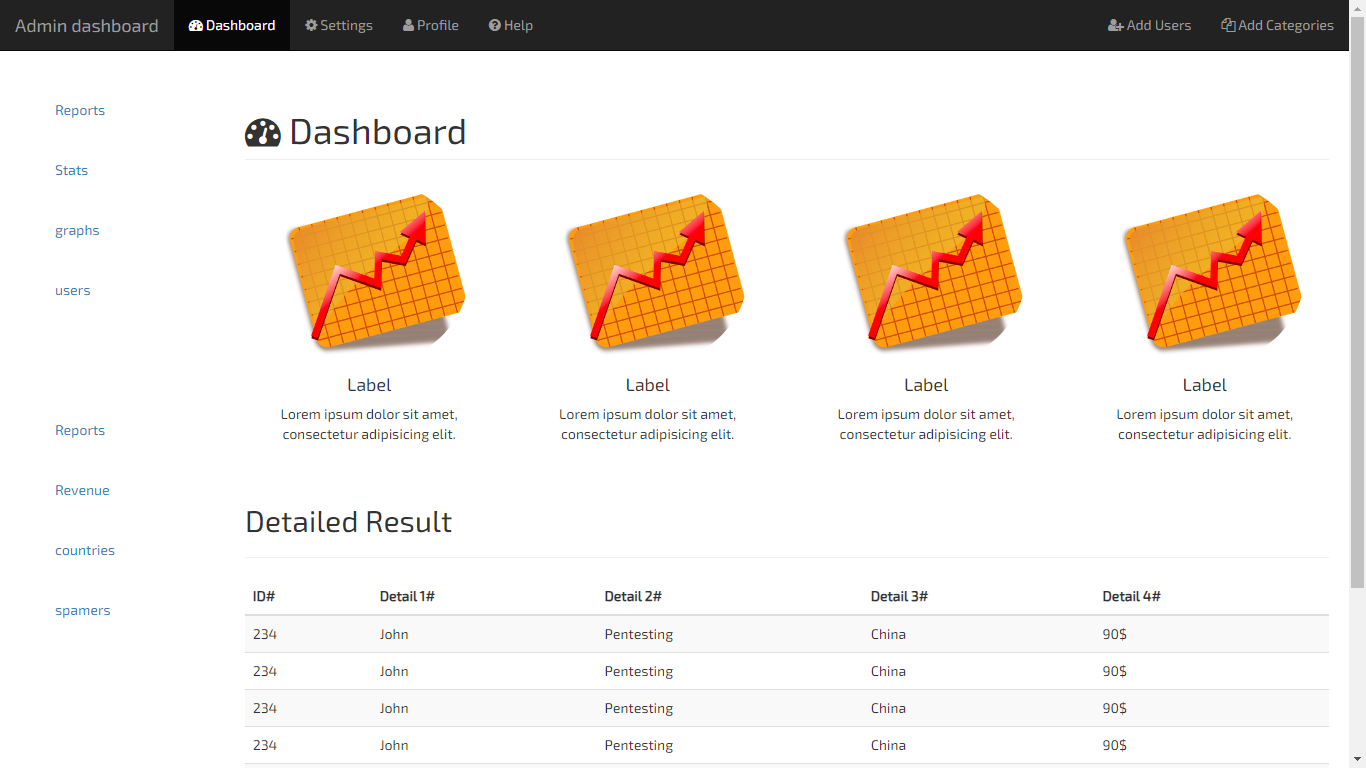 Admin dashboard Dashboard Settings Profile Help Add Users Add Categories
Reports
Stats
graphs
users
Reports
Revenue
countries
spamers
Dashboard
Label
Lorem ipsum dolor sit amet,
consectetur adipisicing elit.
Label
Lorem ipsum dolor sit amet,
consectetur adipisicing elit.
Label
Lorem ipsum dolor sit amet,
consectetur adipisicing elit.
Label
Lorem ipsum dolor sit amet,
consectetur adipisicing elit.
Detailed Result
ID# Detail 1# Detail 2# Detail 3# Detail 4#
234 John Pentesting China 90$
234 John Pentesting China 90$
234 John Pentesting China 90$
234 John Pentesting China 90$